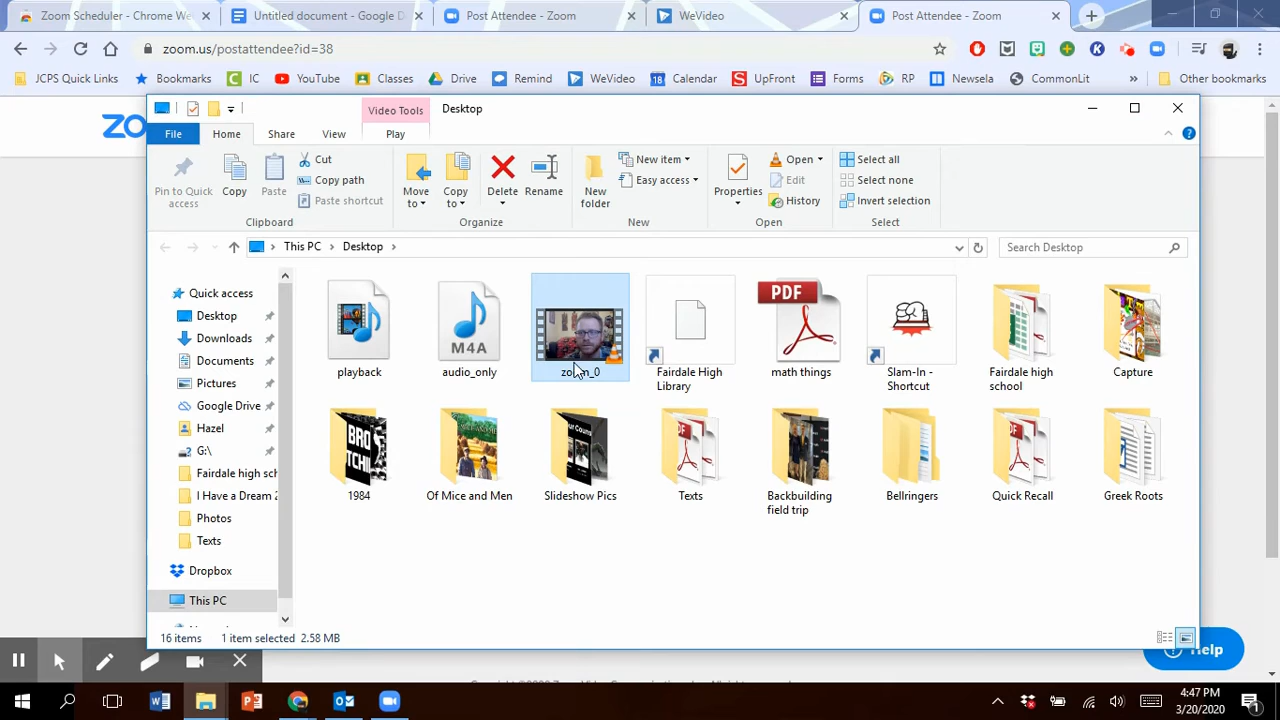 Zoom Scheduler - Chrome We
Untitled document - Google D
Post Attendee - Zoom
WeVideo
Post Attendee - Zoom
zoom.us/postattendee?id=38
JCPS Quick Links
Bookmarks
IC
YouTube
Classes
Drive
Remind
WeVideo
Calendar
UpFront
Forms
RP
Newsela
CommonLit
»
Other bookmarks
ZO
Video Tools
Desktop
File
Home
Share
View
Play
Pin to Quick
access
Copy
Paste
Cut
Copy path
Paste shortcut
Clipboard
Move
to
Copy
to
Delete
Rename
Organize
New
folder
New item
Easy access
New
Properties
Open
Edit
History
Open
Select all
Select none
Invert selection
Select
This PC
Desktop
Search Desktop
Quick access
Desktop
Downloads
Documents
Pictures
Google Drive
Hazel
G:\
Fairdale high sch
I Have a Dream 2
Photos
Texts
Dropbox
This PC
playback
M4A
audio_only
zoom_0
Fairdale High
Library
PDF
math things
Slam-In -
Shortcut
Fairdale high
school
Capture
1984
Of Mice and Men
Slideshow Pics
Texts
Backbuilding
field trip
Bellringers
Quick Recall
Greek Roots
16 items
1 item selected 2.58 MB
Help
4:47 PM
3/20/2020